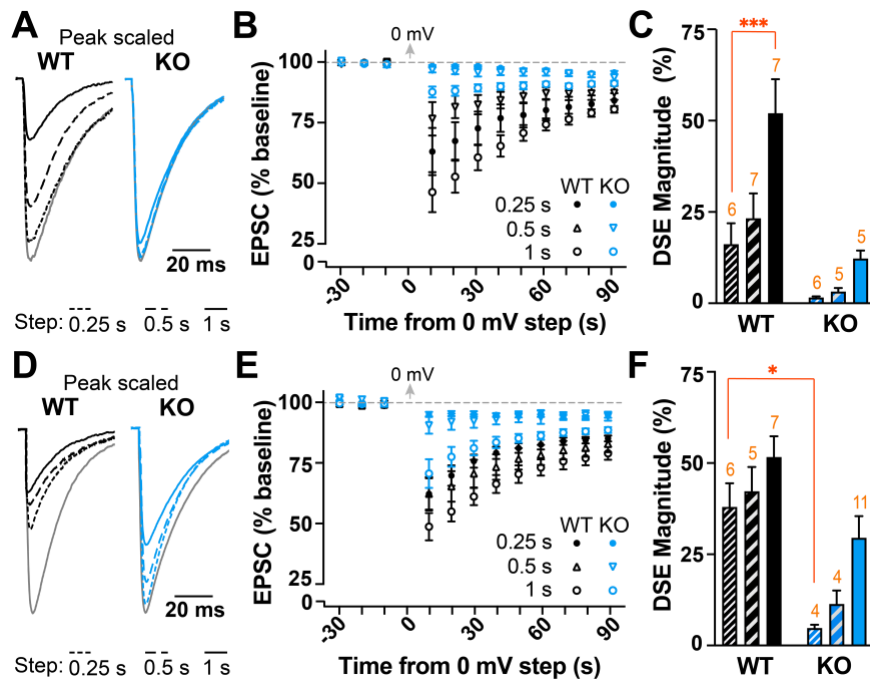 A
Peak scaled
WT KO
20 ms
Step: 0.25 s 0.5 s 1 s
B
0 mV
EPSC (% baseline)
100
75
50
25
0
WT KO
0.25 s
0.5 s
1 s
-30 0 30 60 90
Time from 0 mV step (s)
C
DSE Magnitude (%)
75
50
25
0
***
6 7 7 6 5 5
WT KO
D
Peak scaled
WT KO
20 ms
Step: 0.25 s 0.5 s 1 s
E
0 mV
EPSC (% baseline)
100
75
50
25
0
WT KO
0.25 s
0.5 s
1 s
-30 0 30 60 90
Time from 0 mV step (s)
F
DSE Magnitude (%)
75
50
25
0
*
6 5 7 4 4 11
WT KO